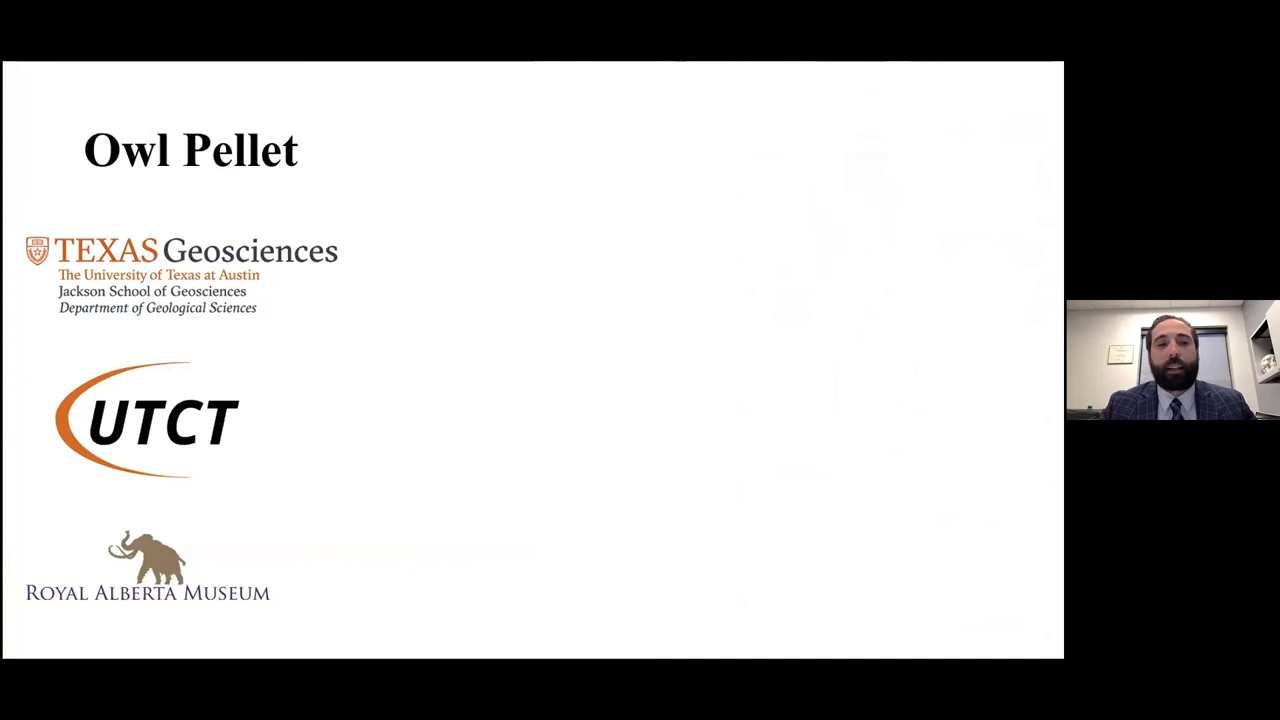 Owl Pellet
TEXAS Geosciences
The University of Texas at Austin
Jackson School of Geosciences
Department of Geological Sciences
UTCT
ROYAL ALBERTA MUSEUM